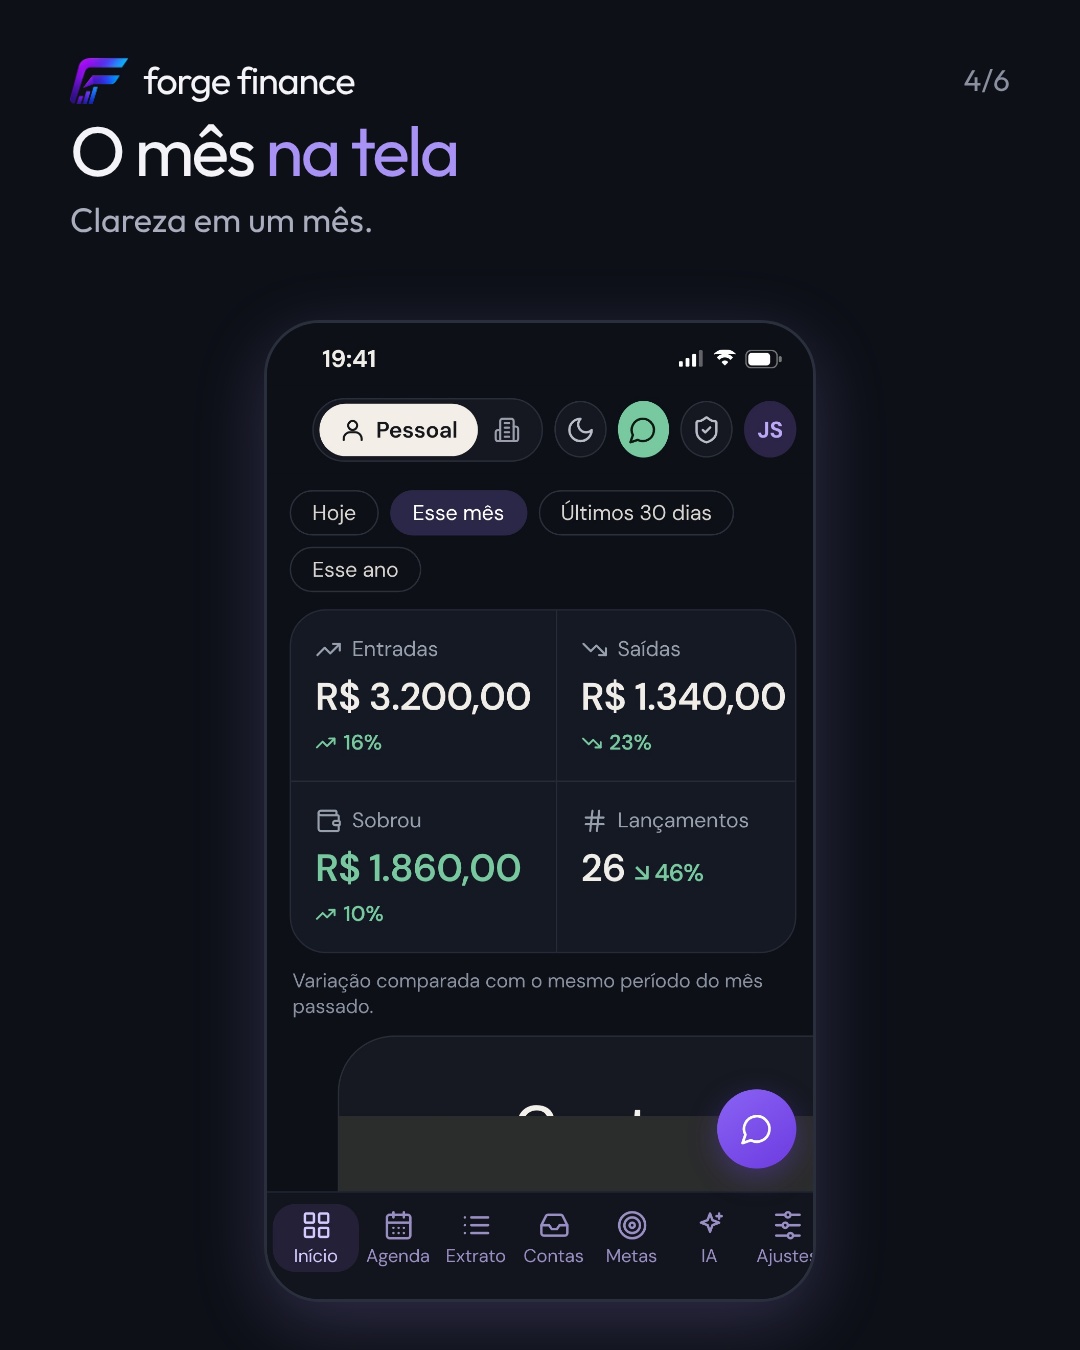 forge finance
4/6
O mês na tela
Clareza em um mês.
19:41
Pessoal
JS
Hoje
Esse mês
Últimos 30 dias
Esse ano
Entradas
Saídas
R$ 3.200,00
R$ 1.340,00
16%
23%
Sobrou
# Lançamentos
R$ 1.860,00
26
46%
10%
Variação comparada com o mesmo período do mês
passado.
Início
Agenda
Extrato
Contas
Metas
IA
Ajustes